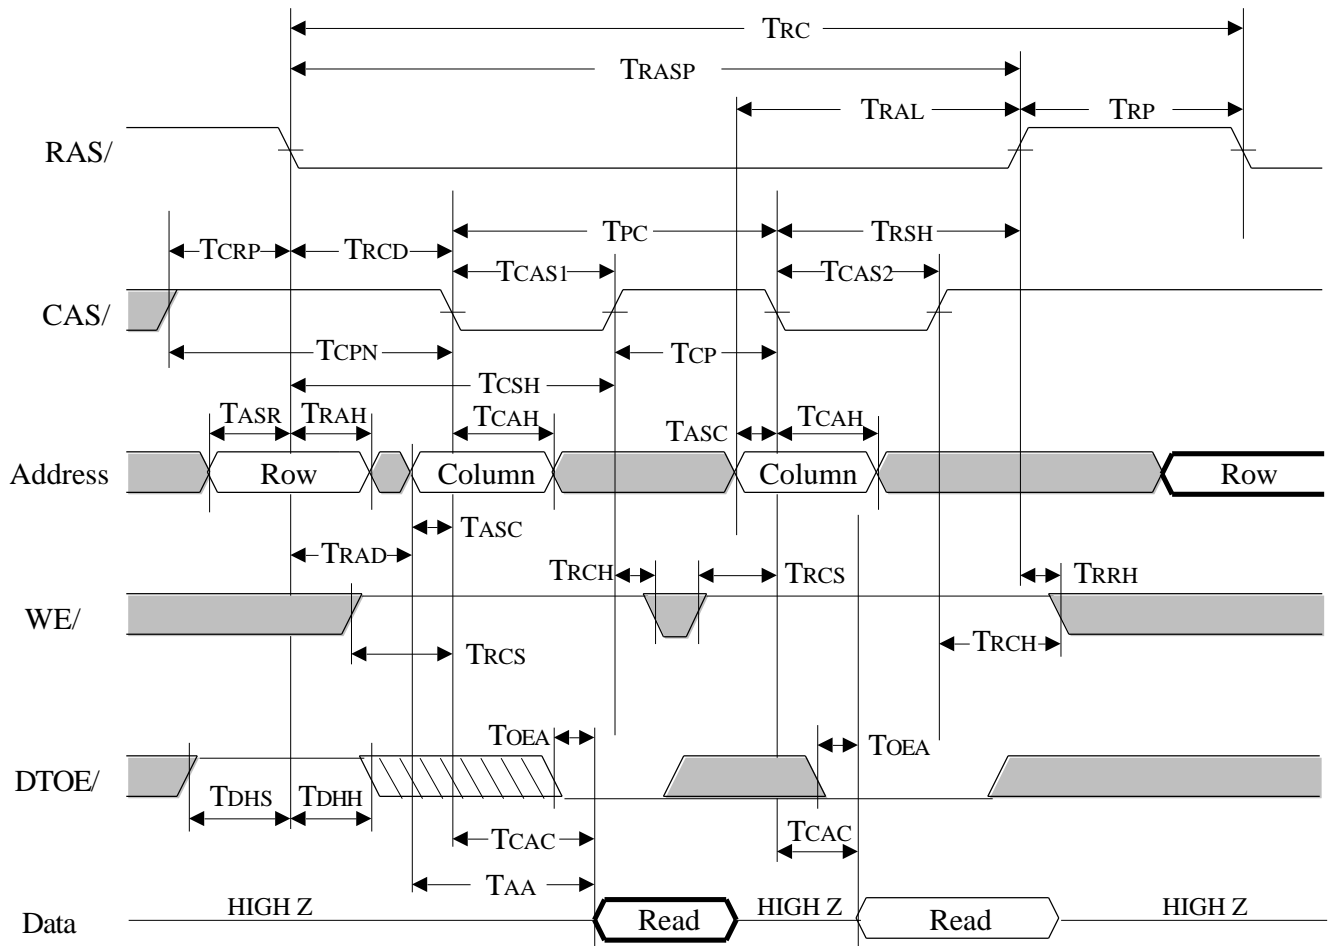 TRC
TRASP
TRAL TRP
RAS/
TPC TRSH
TCRP TRCD
TCAS1 TCAS2
CAS/
TCPN TCP
TCSH
TASR TRAH TCAH TCAH
TASC
Address Row Column Column Row
TASC
TRAD
TRCH TRCS TRRH
WE/
TRCS TRCH
TOEA TOEA
DTOE/
TDHS TDHH
TCAC TCAC
TAA
HIGH Z HIGH Z HIGH Z
Data Read Read